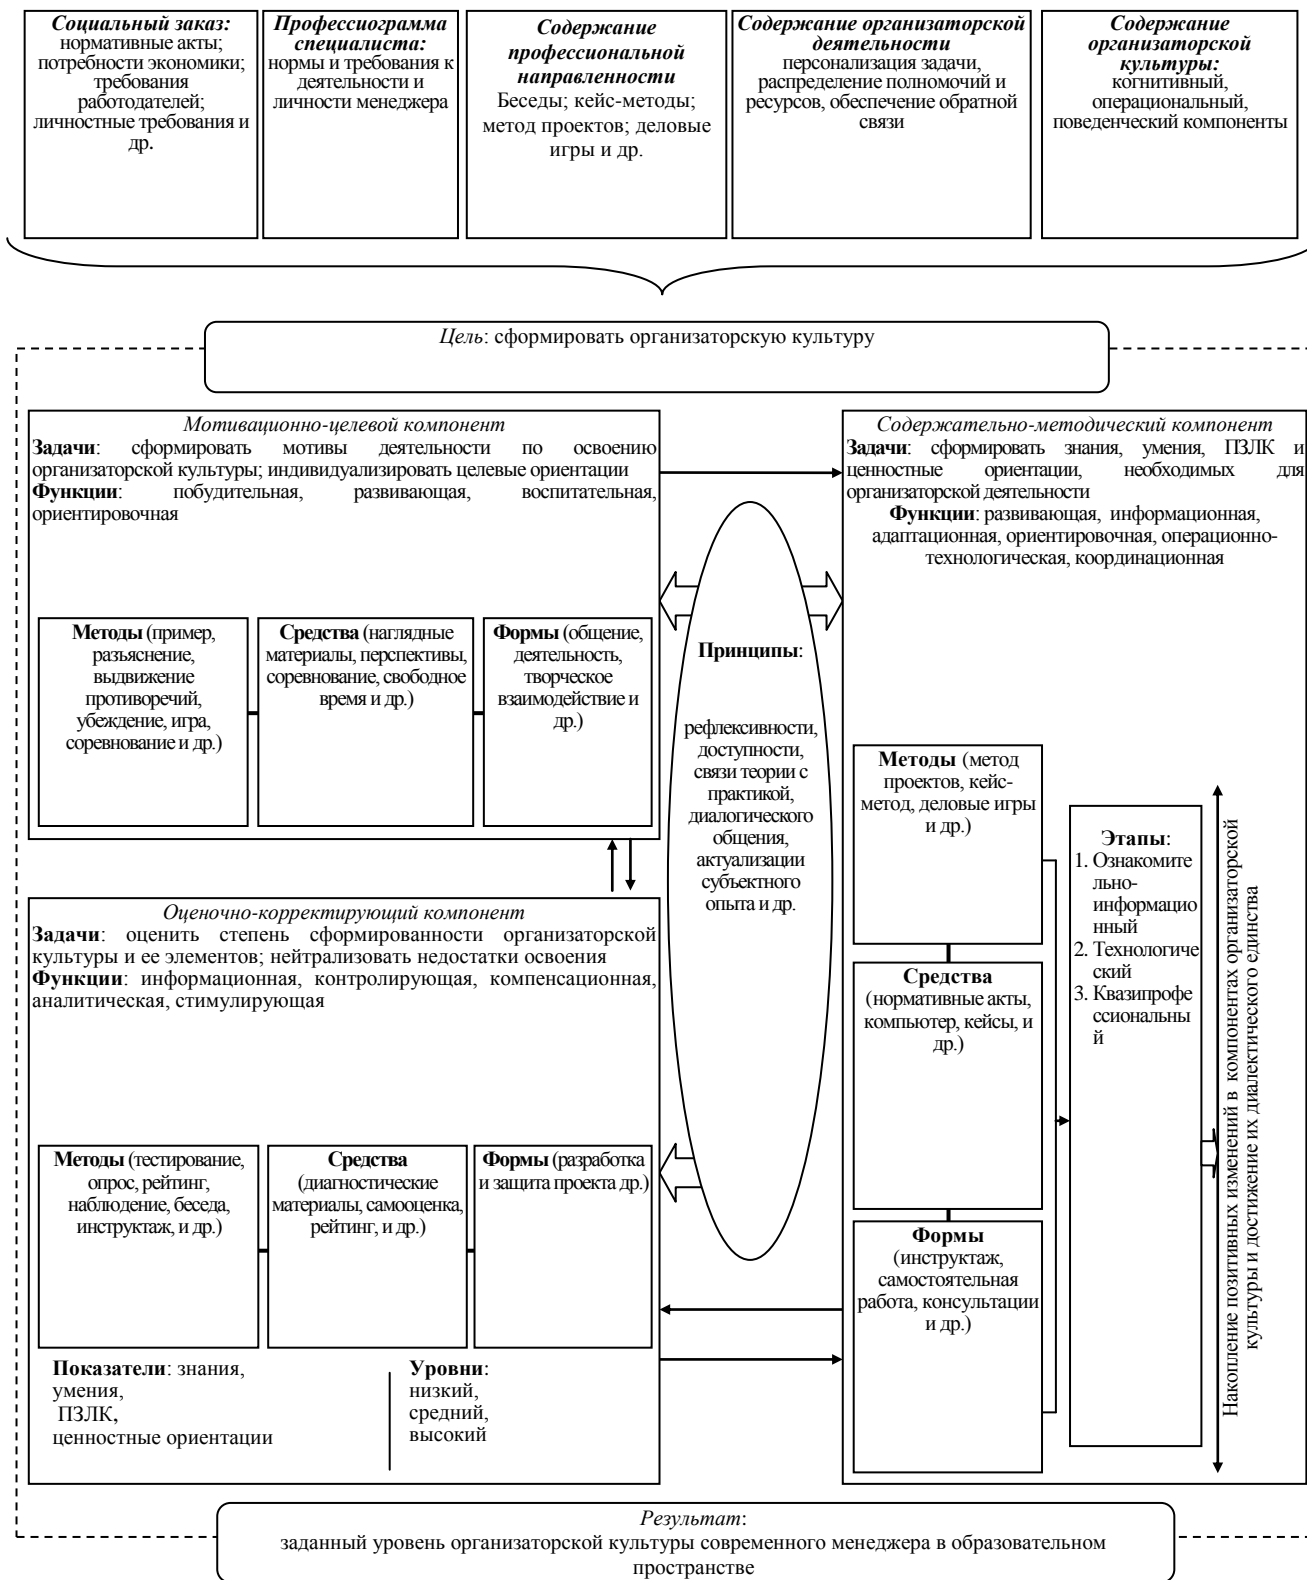 Социальный заказ:
нормативные акты;
потребности экономики;
требования
работодателей;
личностные требования и
др.
Профессиограмма
специалиста:
нормы и требования к
деятельности и
личности менеджера
Содержание
профессиональной
направленности
Беседы; кейс-методы;
метод проектов; деловые
игры и др.
Содержание организаторской
деятельности
персонализация задачи,
распределение полномочий и
ресурсов, обеспечение обратной
связи
Содержание
организаторской
культуры:
когнитивный,
операциональный,
поведенческий компоненты
Цель: сформировать организаторскую культуру
Мотивационно-целевой компонент
Задачи: сформировать мотивы деятельности по освоению
организаторской культуры; индивидуализировать целевые ориентации
Функции: побудительная, развивающая, воспитательная,
ориентировочная
Методы (пример,
разъяснение,
выдвижение
противоречий,
убеждение, игра,
соревнование и др.)
Средства (наглядные
материалы, перспективы,
соревнование, свободное
время и др.)
Формы (общение,
деятельность,
творческое
взаимодействие и
др.)
Принципы:
рефлексивности,
доступности,
связи теории с
практикой,
диалогического
общения,
актуализации
субъектного
опыта и др.
Содержательно-методический компонент
Задачи: сформировать знания, умения, ПЗЛК и
ценностные ориентации, необходимых для
организаторской деятельности
Функции: развивающая, информационная,
адаптационная, ориентировочная, операционно-
технологическая, координационная
Методы (метод
проектов, кейс-
метод, деловые игры
и др.)
Средства
(нормативные акты,
компьютер, кейсы, и
др.)
Формы
(инструктаж,
самостоятельная
работа, консультации
и др.)
Этапы:
1. Ознакомите
льно-
информацио
нный
2. Технологиче
ский
3. Квазипрофе
ссиональны
й
Накопление позитивных изменений в компонентах организаторской
культуры и достижение их диалектического единства
Оценочно-корректирующий компонент
Задачи: оценить степень сформированности организаторской
культуры и ее элементов; нейтрализовать недостатки освоения
Функции: информационная, контролирующая, компенсационная,
аналитическая, стимулирующая
Методы (тестирование,
опрос, рейтинг,
наблюдение, беседа,
инструктаж, и др.)
Средства
(диагностические
материалы, самооценка,
рейтинг, и др.)
Формы (разработка
и защита проекта др.)
Показатели: знания,
умения,
ПЗЛК,
ценностные ориентации
Уровни:
низкий,
средний,
высокий
Результат:
заданный уровень организаторской культуры современного менеджера в образовательном
пространстве